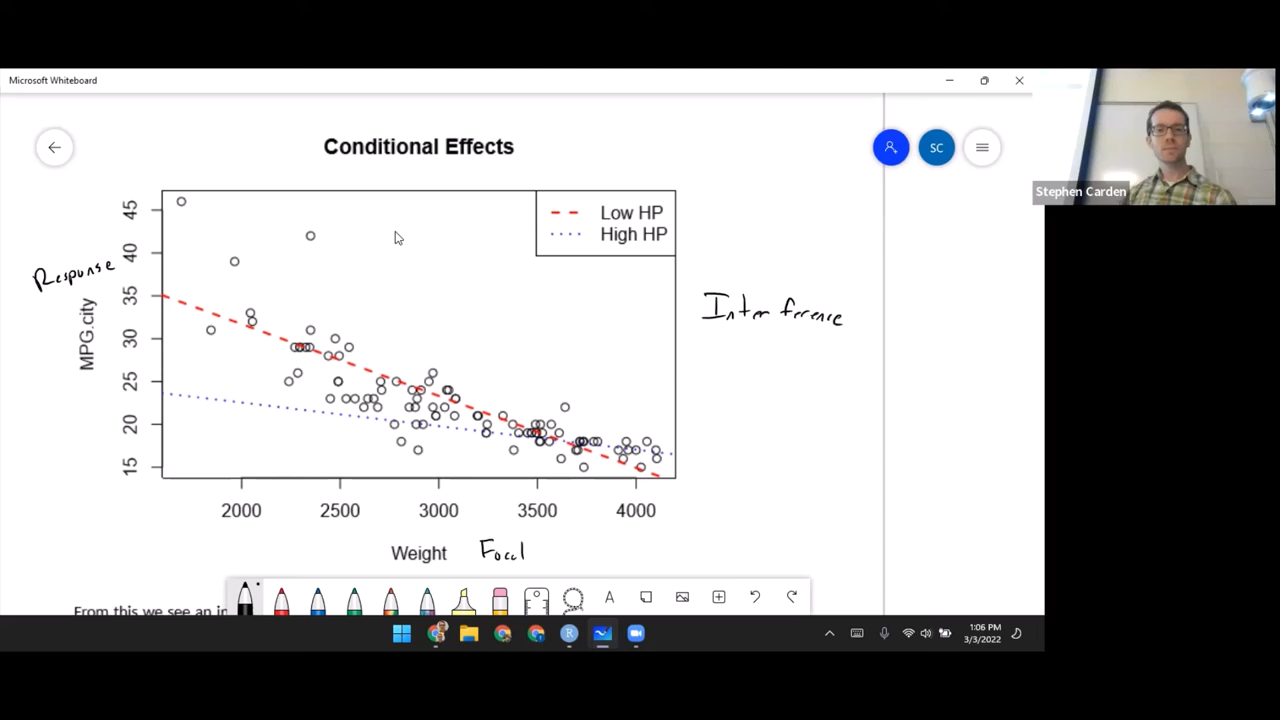 Microsoft Whiteboard
Conditional Effects
SC
Stephen Carden
Low HP
High HP
45
40
35
30
25
20
15
Response
MPG.city
Interference
2000 2500 3000 3500 4000
Weight Focal
From this we see an in
A
1:06 PM
3/3/2022